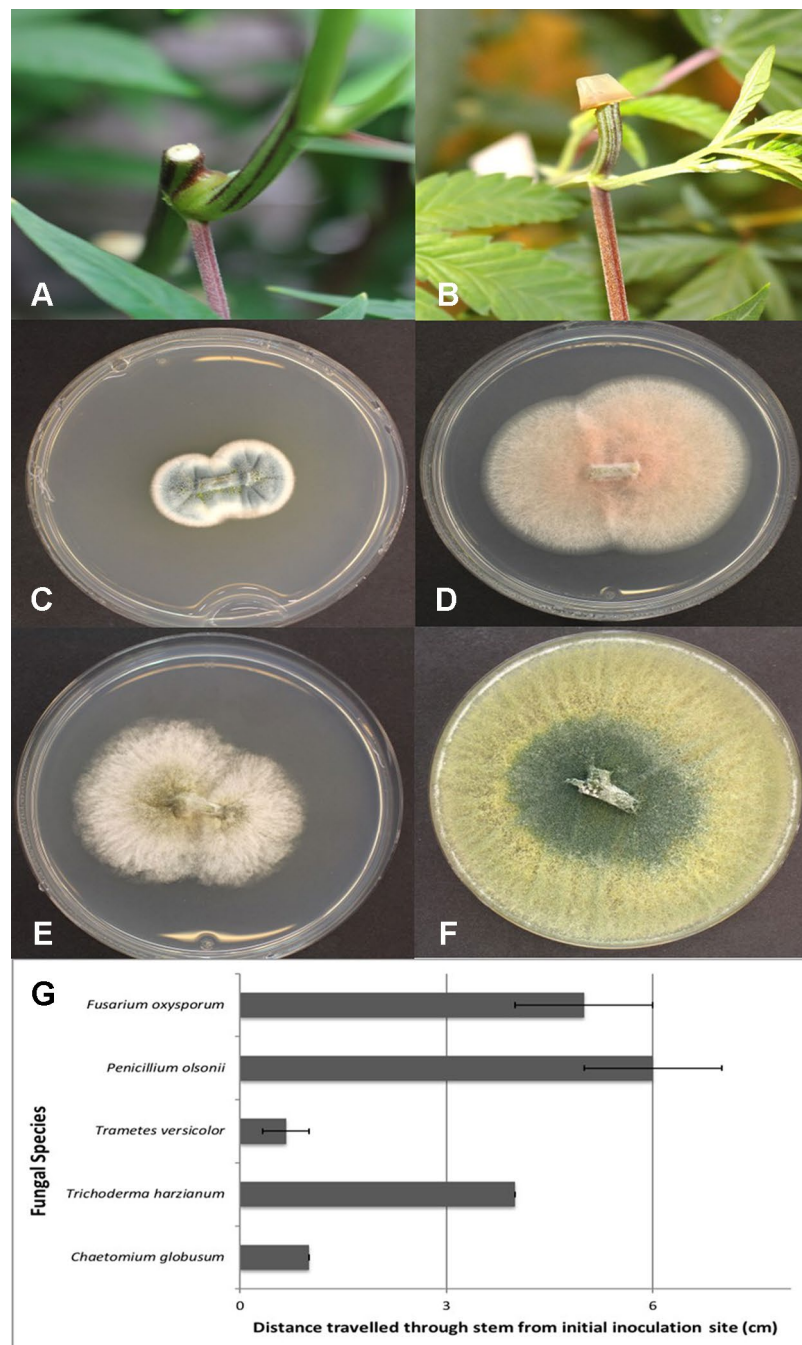 A
B
C
D
E
F
G
Fusarium oxysporum
Penicillium olsonii
Trametes versicolor
Trichoderma harzianum
Chaetomium globusum
Fungal Species
0
3
6
Distance travelled through stem from initial inoculation site (cm)